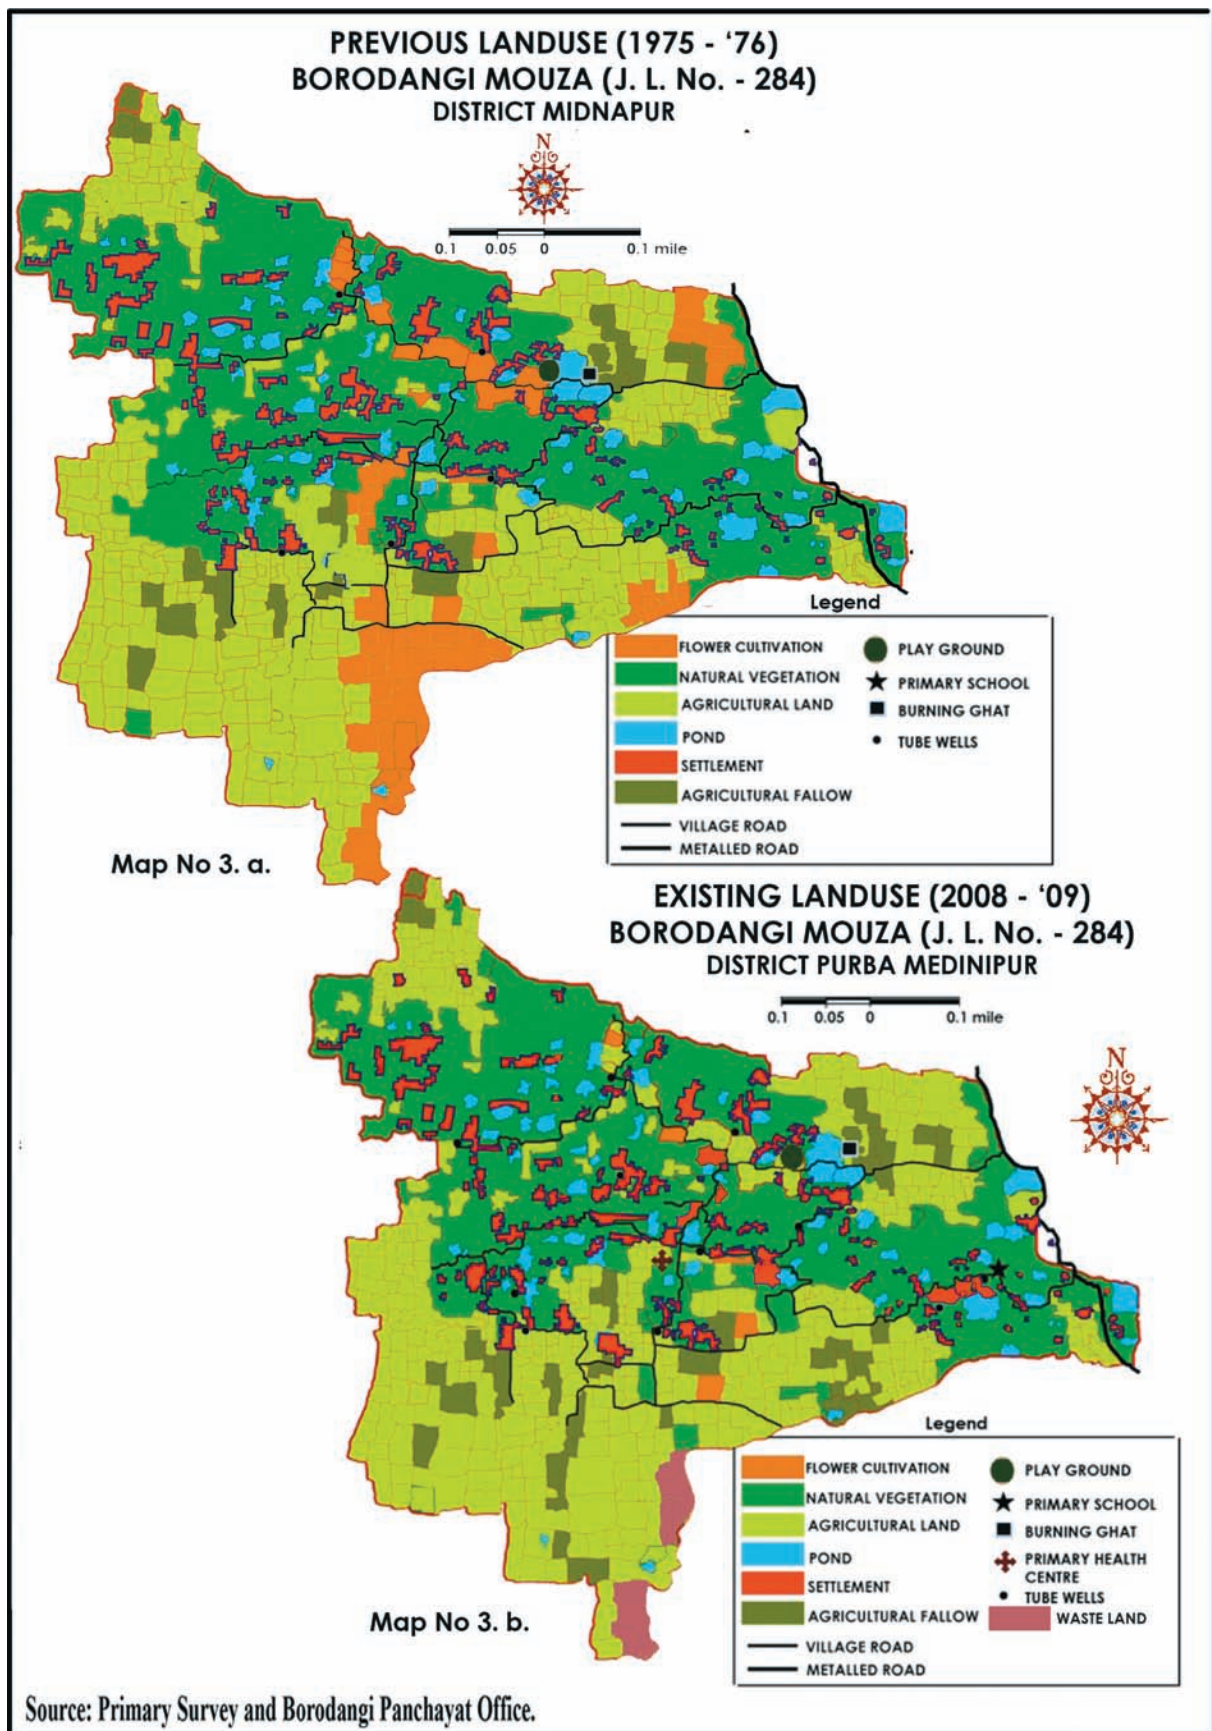 PREVIOUS LANDUSE (1975 - ‘76)
BORODANGI MOUZA (J. L. No. - 284)
DISTRICT MIDNAPUR
N
0.1 0.05 0 0.1 mile
Legend
FLOWER CULTIVATION
NATURAL VEGETATION
AGRICULTURAL LAND
POND
SETTLEMENT
AGRICULTURAL FALLOW
VILLAGE ROAD
METALLED ROAD
PLAY GROUND
PRIMARY SCHOOL
BURNING GHAT
TUBE WELLS
Map No 3. a.
EXISTING LANDUSE (2008 - ‘09)
BORODANGI MOUZA (J. L. No. - 284)
DISTRICT PURBA MEDINIPUR
0.1 0.05 0 0.1 mile
N
Legend
FLOWER CULTIVATION
NATURAL VEGETATION
AGRICULTURAL LAND
POND
SETTLEMENT
AGRICULTURAL FALLOW
VILLAGE ROAD
METALLED ROAD
PLAY GROUND
PRIMARY SCHOOL
BURNING GHAT
PRIMARY HEALTH
CENTRE
TUBE WELLS
WASTE LAND
Map No 3. b.
Source: Primary Survey and Borodangi Panchayat Office.